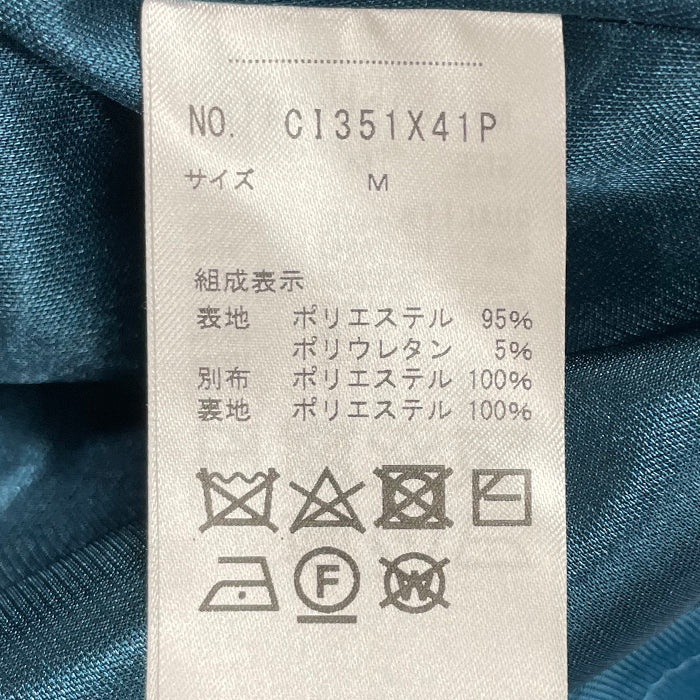 NO. CI351X41P
サイズ M
組成表示
表地 ポリエステル 95%
ポリウレタン 5%
別布 ポリエステル 100%
裏地 ポリエステル 100%
F
W